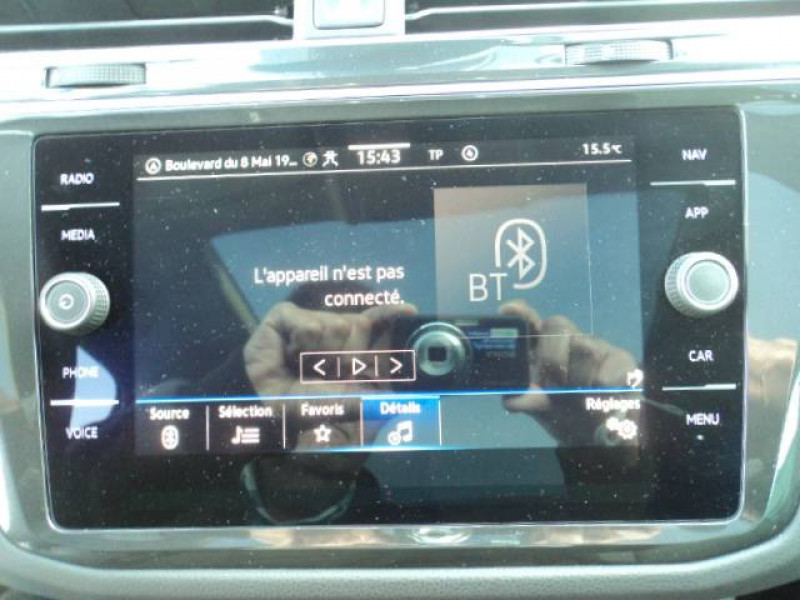 Boulevard du 8 Mai 19... 15:43 TP 15.5°C
RADIO
MEDIA
PHONE
VOICE
L'appareil n'est pas
connecté.
BT
Source Sélection Favoris Détails Réglages
NAV
APP
CAR
MENU